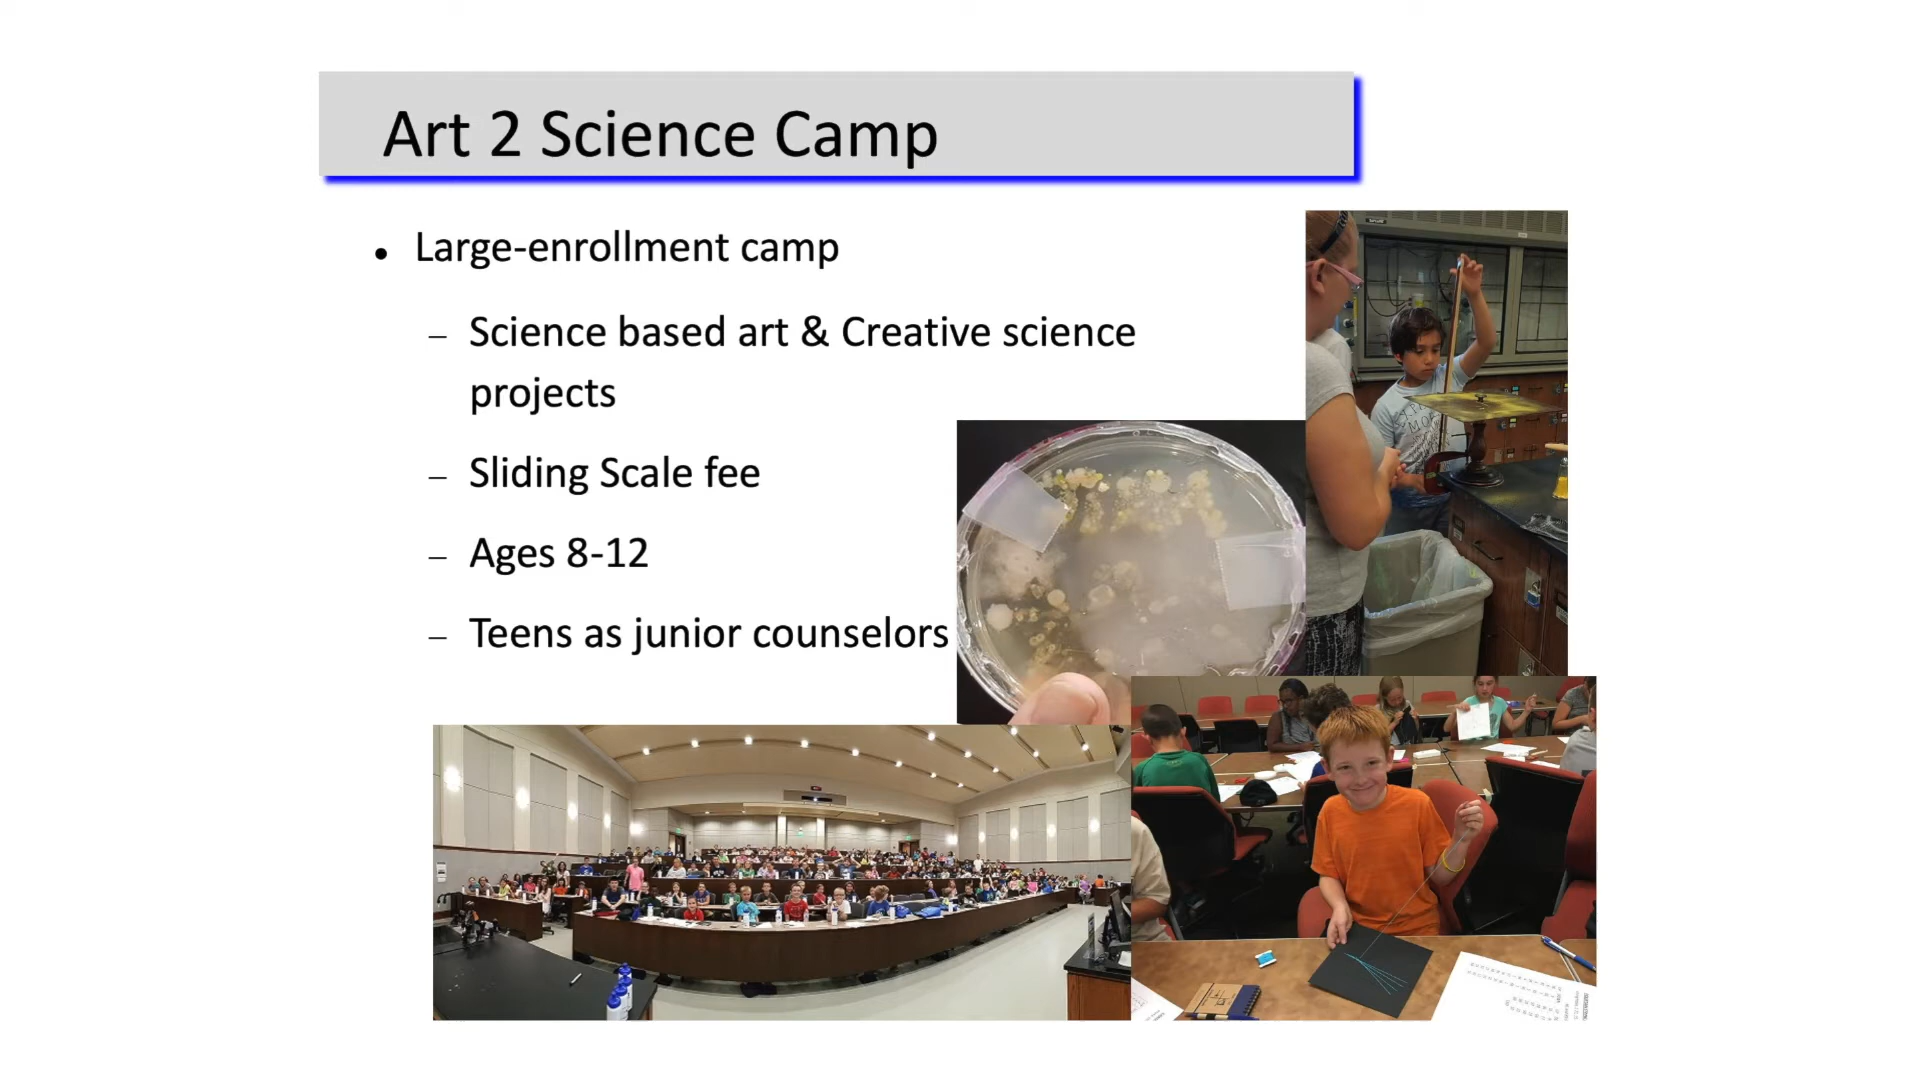 Art 2 Science Camp
• Large-enrollment camp
– Science based art & Creative science
projects
– Sliding Scale fee
– Ages 8-12
– Teens as junior counselors